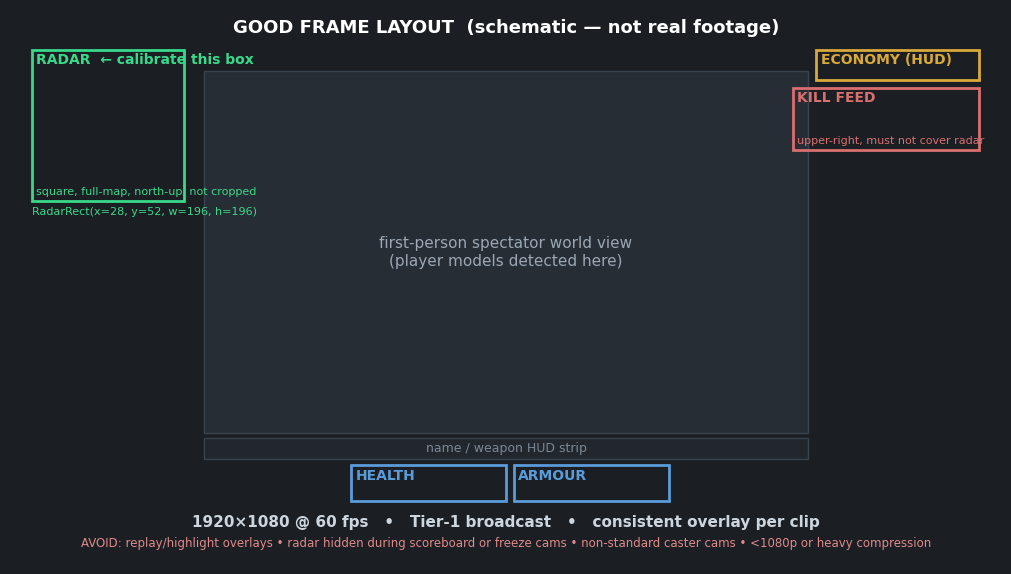 GOOD FRAME LAYOUT (schematic — not real footage)
RADAR ← calibrate this box
ECONOMY (HUD)
KILL FEED
upper-right, must not cover radar
square, full-map, north-up, not cropped
RadarRect(x=28, y=52, w=196, h=196)
first-person spectator world view
(player models detected here)
name / weapon HUD strip
HEALTH
ARMOUR
1920×1080 @ 60 fps • Tier-1 broadcast • consistent overlay per clip
AVOID: replay/highlight overlays • radar hidden during scoreboard or freeze cams • non-standard caster cams • <1080p or heavy compression